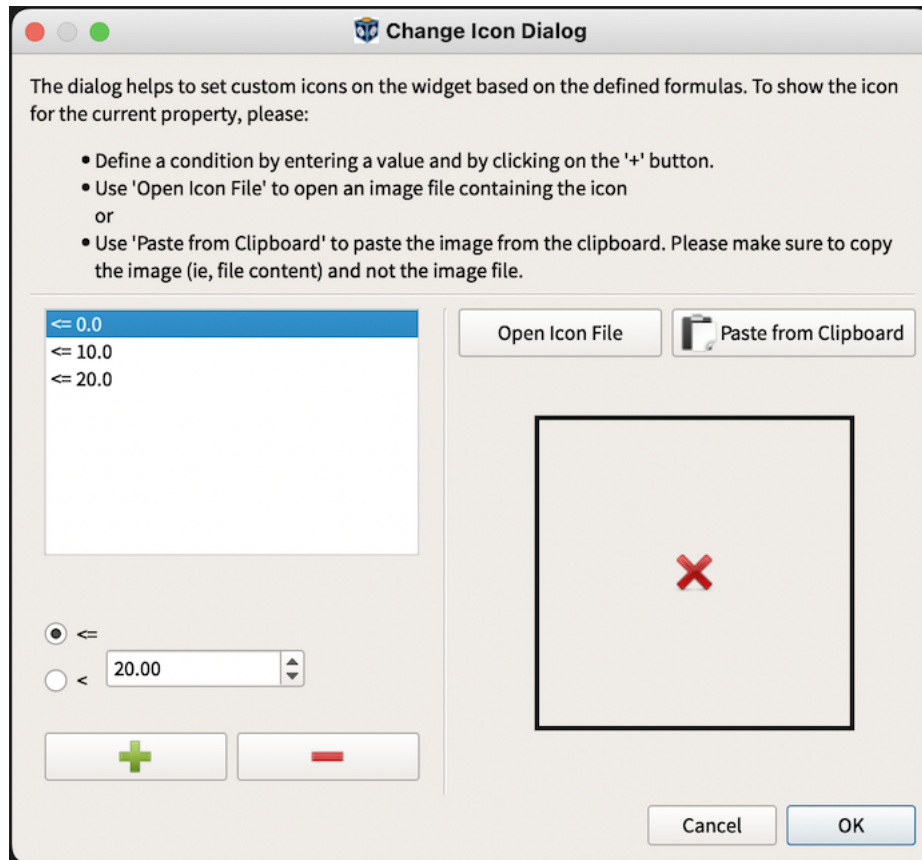 Change Icon Dialog
The dialog helps to set custom icons on the widget based on the defined formulas. To show the icon
for the current property, please:
• Define a condition by entering a value and by clicking on the '+' button.
• Use 'Open Icon File' to open an image file containing the icon
or
• Use 'Paste from Clipboard' to paste the image from the clipboard. Please make sure to copy
the image (ie, file content) and not the image file.
<= 0.0
<= 10.0
<= 20.0
Open Icon File
Paste from Clipboard
<=
<
20.00
Cancel
OK